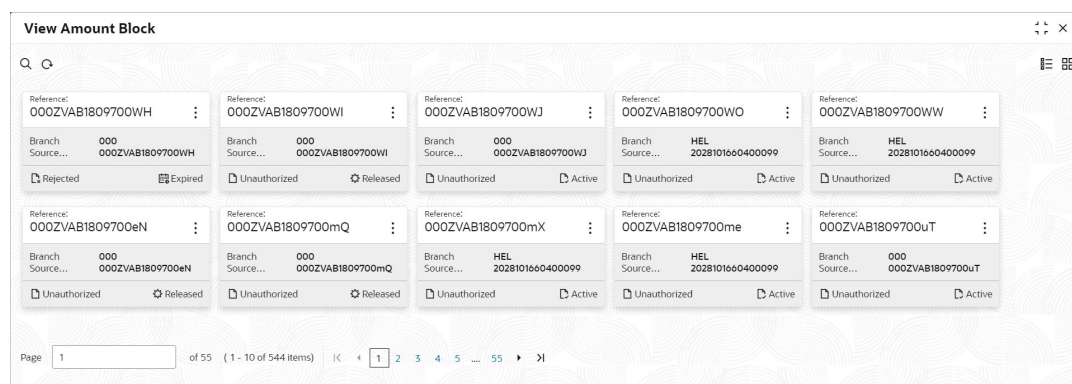 View Amount Block
Reference: Reference: Reference: Reference: Reference:
000ZVAB1809700WH 000ZVAB1809700WI 000ZVAB1809700WJ 000ZVAB1809700WO 000ZVAB1809700WW
Branch 000 Branch 000 Branch 000 Branch HEL Branch HEL
Source... 000ZVAB1809700WH Source... 000ZVAB1809700WI Source... 000ZVAB1809700WJ Source... 2028101660400099 Source... 2028101660400099
Rejected Expired Unauthorized Released Unauthorized Active Unauthorized Active Unauthorized Active
Reference: Reference: Reference: Reference: Reference:
000ZVAB1809700eN 000ZVAB1809700mQ 000ZVAB1809700mX 000ZVAB1809700me 000ZVAB1809700uT
Branch 000 Branch 000 Branch HEL Branch HEL Branch 000
Source... 000ZVAB1809700eN Source... 000ZVAB1809700mQ Source... 2028101660400099 Source... 2028101660400099 Source... 000ZVAB1809700uT
Unauthorized Released Unauthorized Released Unauthorized Active Unauthorized Active Unauthorized Active
Page 1 of 55 (1 - 10 of 544 items) 1 2 3 4 5 .... 55